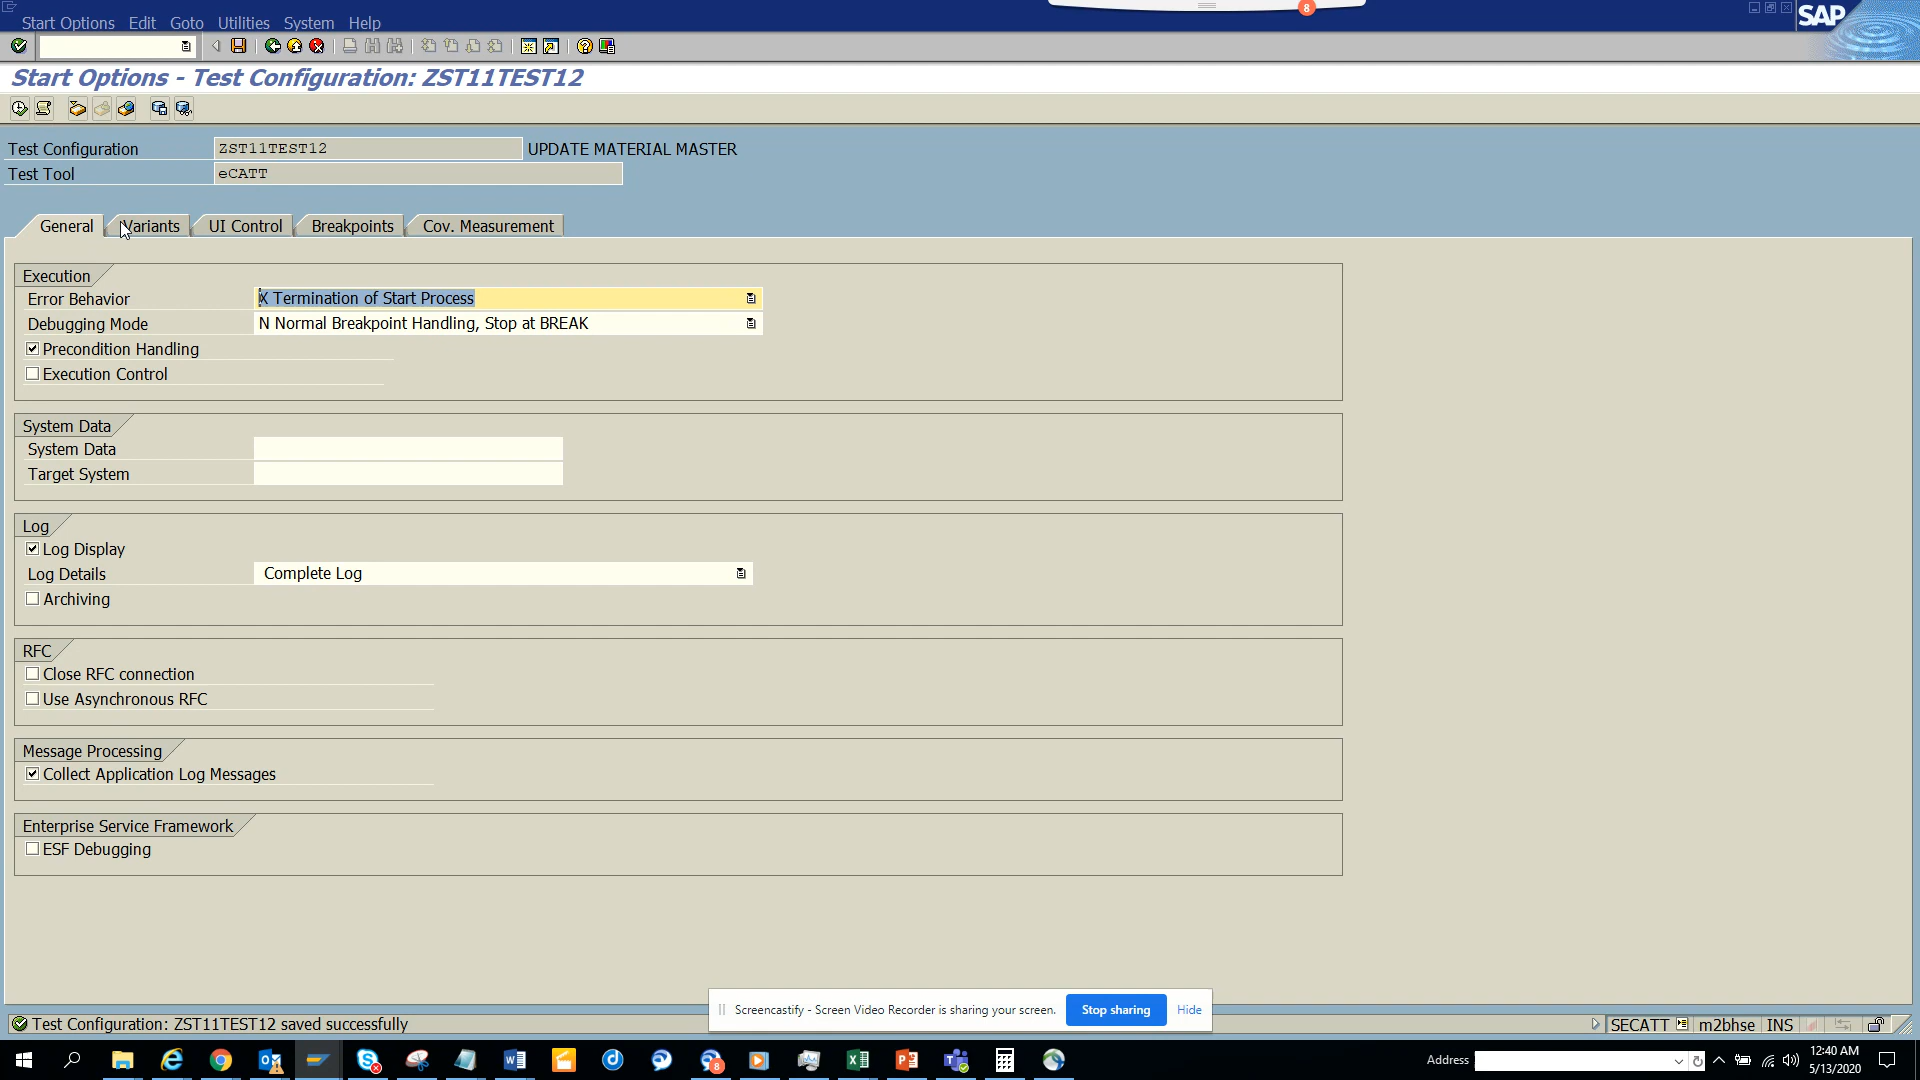 Start Options Edit Goto Utilities System Help
8
SAP
Start Options - Test Configuration: ZST11TEST12
Test Configuration ZST11TEST12 UPDATE MATERIAL MASTER
Test Tool eCATT
General Variants UI Control Breakpoints Cov. Measurement
Execution
Error Behavior X Termination of Start Process
Debugging Mode N Normal Breakpoint Handling, Stop at BREAK
Precondition Handling
Execution Control
System Data
System Data
Target System
Log
Log Display
Log Details Complete Log
Archiving
RFC
Close RFC connection
Use Asynchronous RFC
Message Processing
Collect Application Log Messages
Enterprise Service Framework
ESF Debugging
Screencastify - Screen Video Recorder is sharing your screen. Stop sharing Hide
Test Configuration: ZST11TEST12 saved successfully
SECATT m2bhse INS
8
Address
12:40 AM
5/13/2020